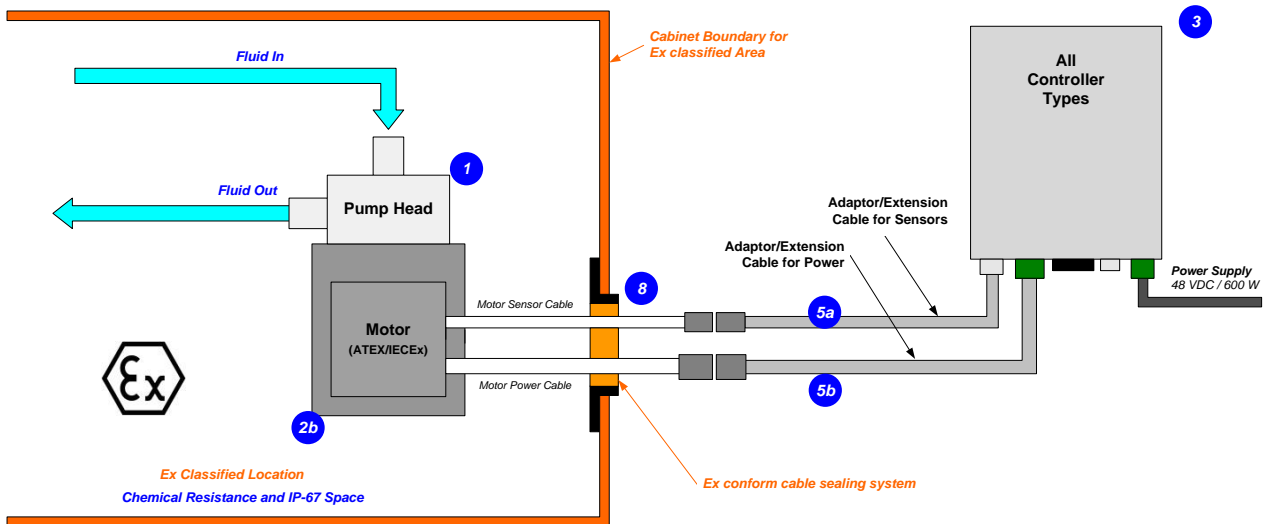 Fluid In
Cabinet Boundary for
Ex classified Area
3
All
Controller
Types
1
Fluid Out
Pump Head
Adaptor/Extension
Cable for Sensors
Adaptor/Extension
Cable for Power
Power Supply
48 VDC / 600 W
8
Motor Sensor Cable
5a
Motor
(ATEX/IECEx)
Motor Power Cable
5b
Ex
2b
Ex Classified Location
Chemical Resistance and IP-67 Space
Ex conform cable sealing system